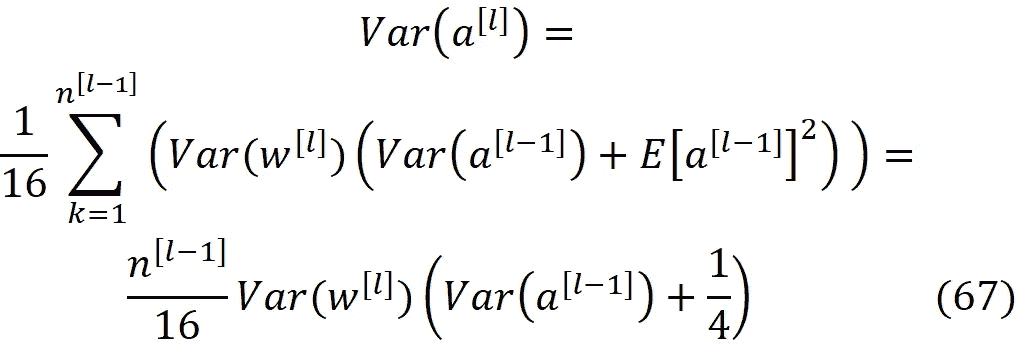 Var(a^{[l]}) =
\frac{1}{16} \sum_{k=1}^{n^{[l-1]}} \left( Var(w^{[l]}) \left( Var(a^{[l-1]}) + E[a^{[l-1]}]^2 \right) \right) =
\frac{n^{[l-1]}}{16} Var(w^{[l]}) \left( Var(a^{[l-1]}) + \frac{1}{4} \right) (67)